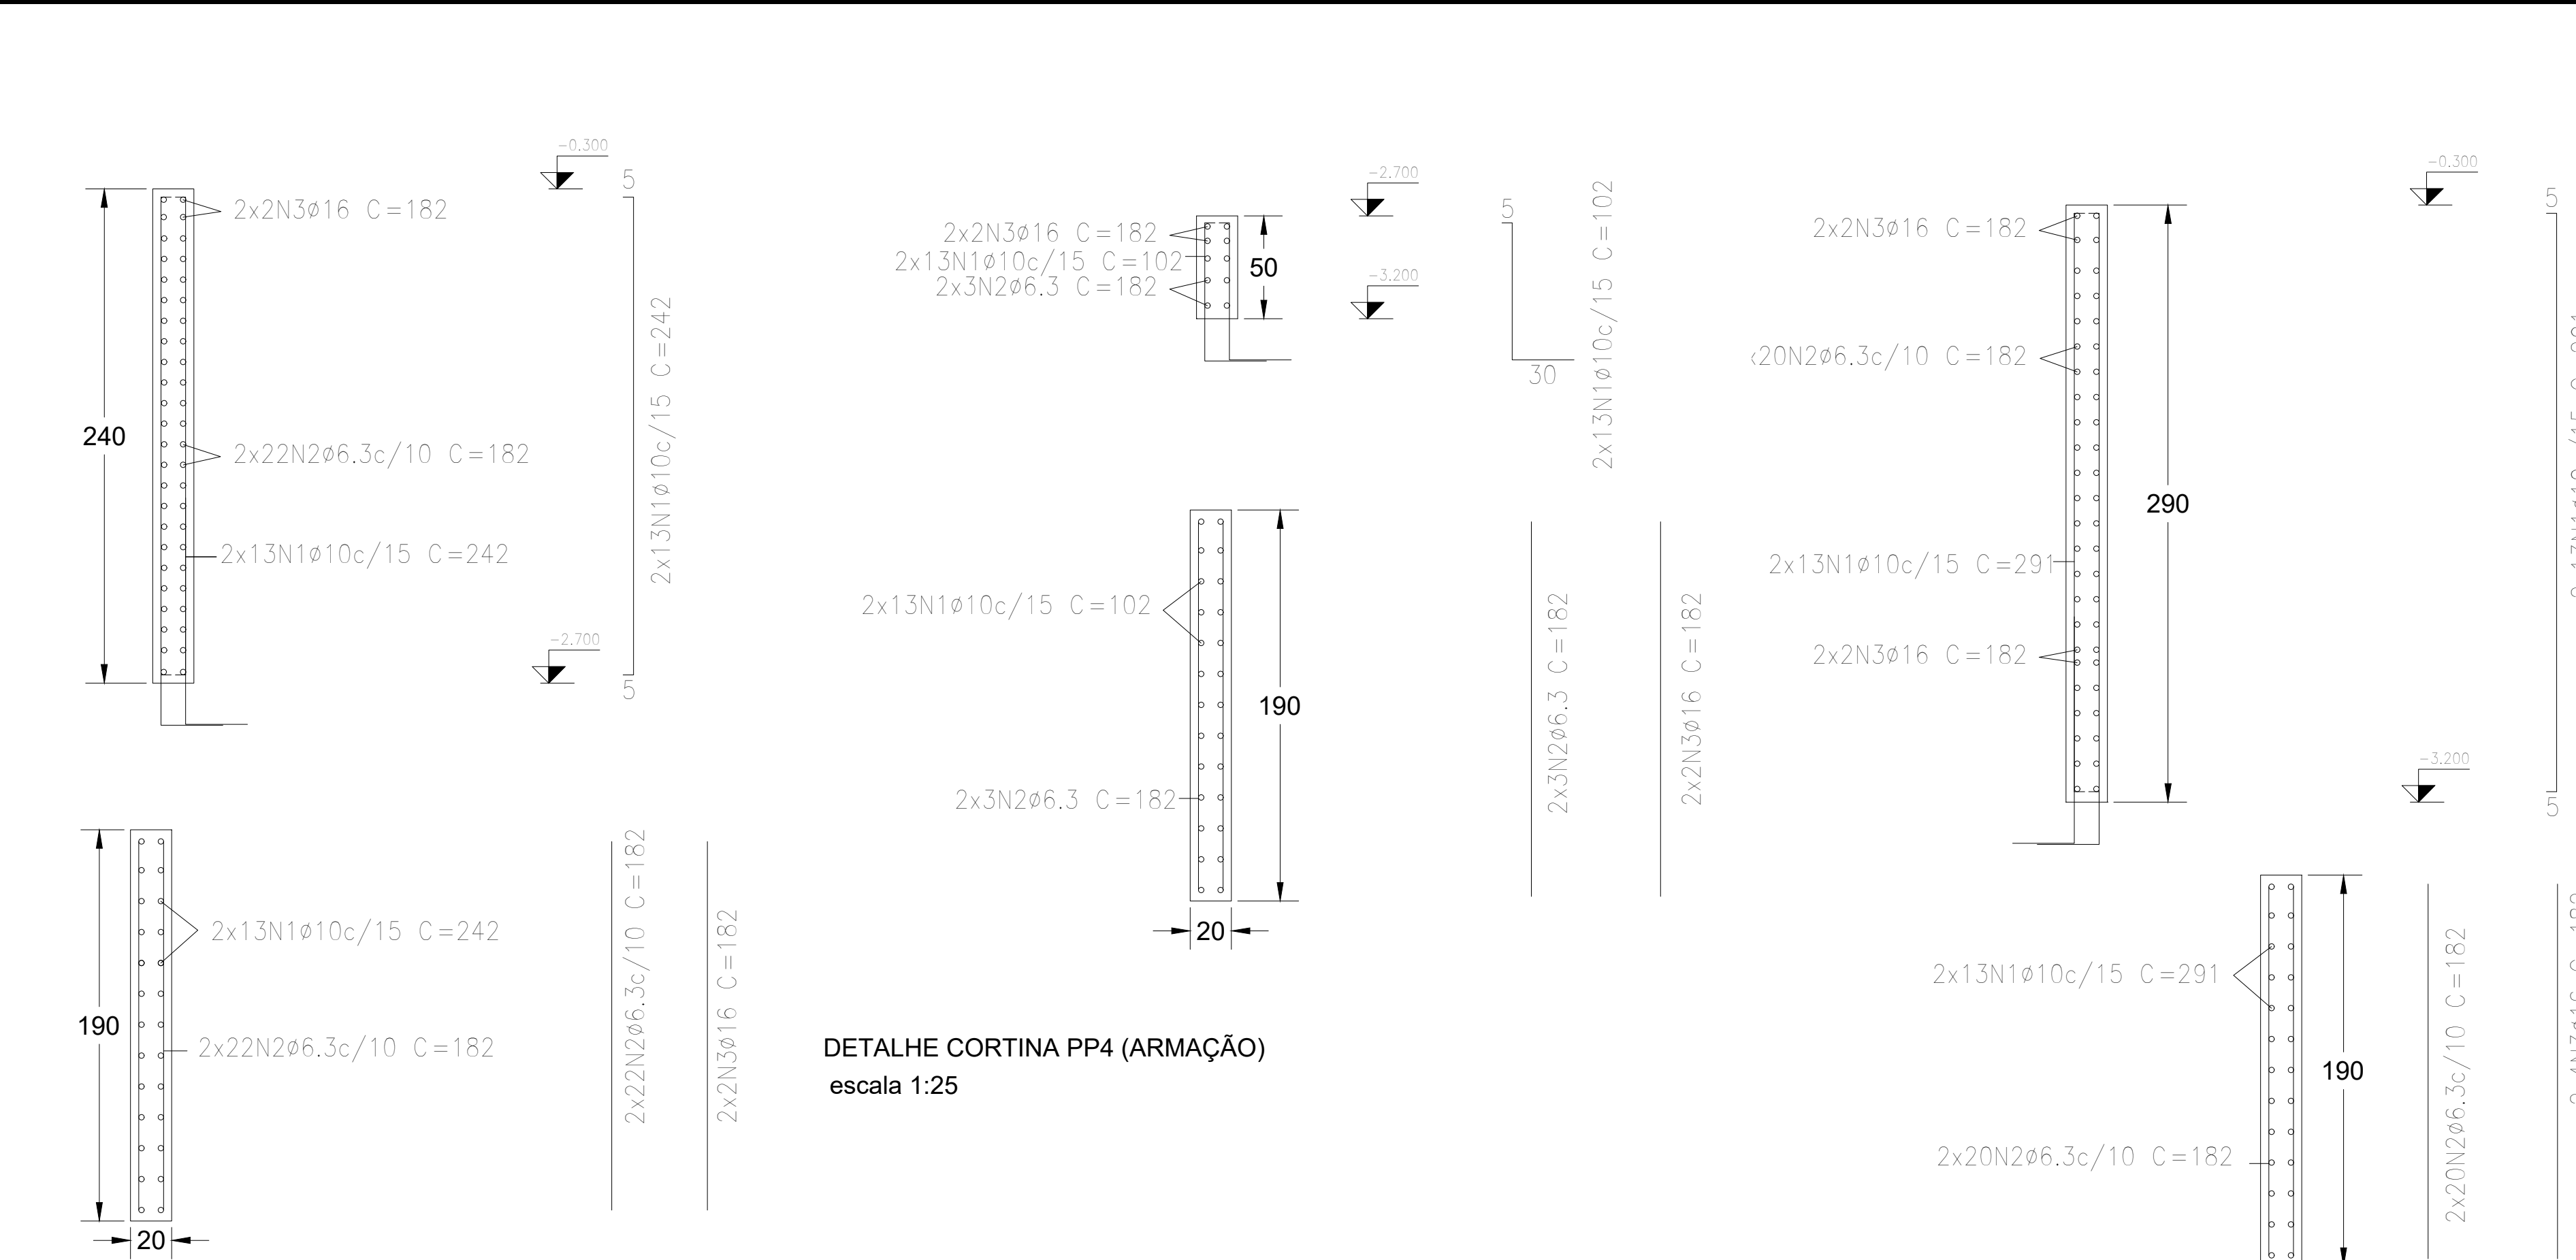 -0.300
5
2x2N3ø16 C=182
240
2x22N2ø6.3c/10 C=182
2x13N1ø10c/15 C=242
2x13N1ø10c/15 C=242
-2.700
5
190
2x13N1ø10c/15 C=242
2x22N2ø6.3c/10 C=182
20
2x22N2ø6.3c/10 C=182
2x2N3ø16 C=182
-2.700
2x2N3ø16 C=182
2x13N1ø10c/15 C=102
2x3N2ø6.3 C=182
50
-3.200
5
30
2x13N1ø10c/15 C=102
2x13N1ø10c/15 C=102
2x3N2ø6.3 C=182
190
20
2x3N2ø6.3 C=182
2x2N3ø16 C=182
DETALHE CORTINA PP4 (ARMAÇÃO)
escala 1:25
-0.300
5
2x2N3ø16 C=182
x20N2ø6.3c/10 C=182
290
2x13N1ø10c/15 C=291
2x2N3ø16 C=182
-3.200
5
2x13N1ø10c/15 C=291
2x20N2ø6.3c/10 C=182
190
2x20N2ø6.3c/10 C=182